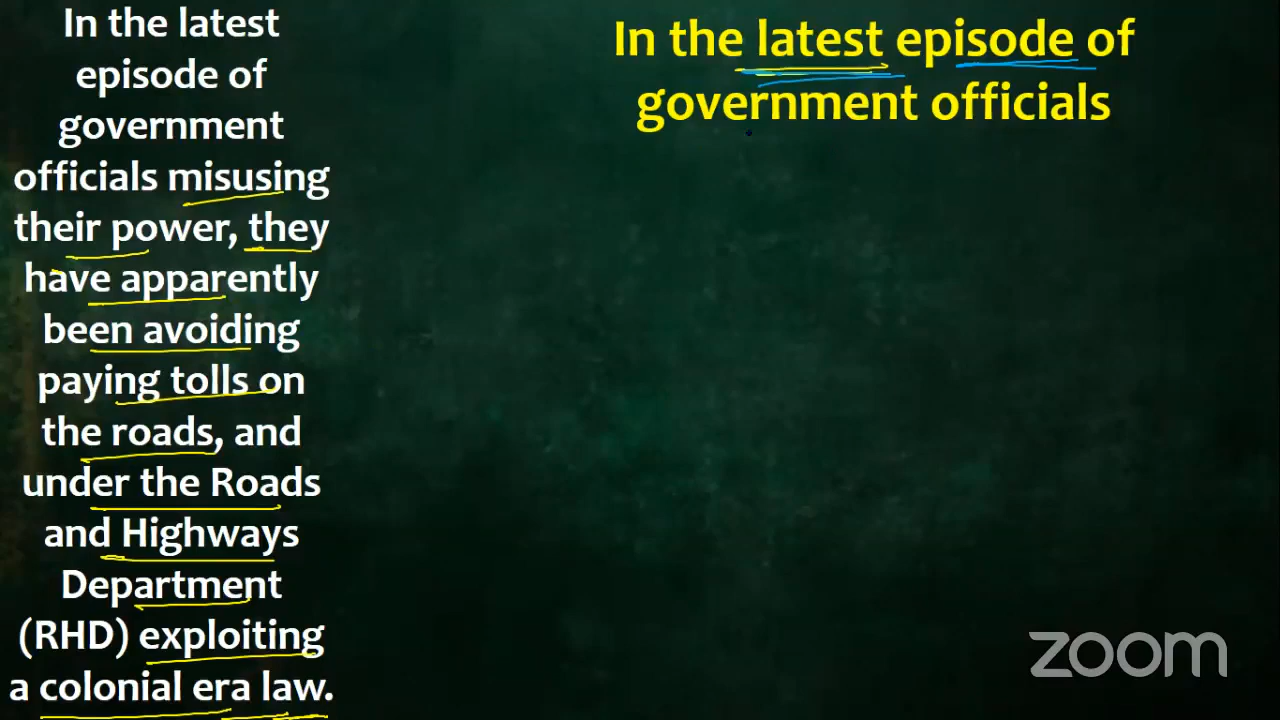 In the latest
episode of
government
officials misusing
their power, they
have apparently
been avoiding
paying tolls on
the roads, and
under the Roads
and Highways
Department
(RHD) exploiting
a colonial era law.
In the latest episode of
government officials
zoom